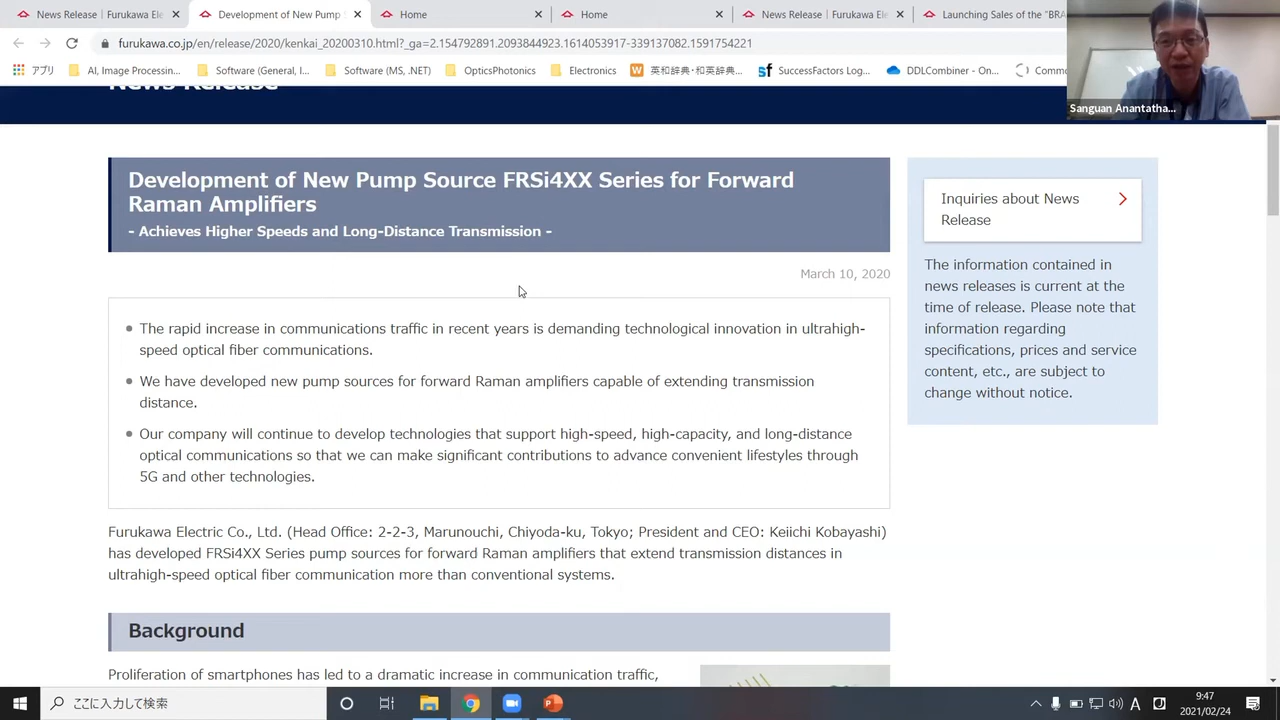 News Release | Furukawa Ele
Development of New Pump S
Home
Home
News Release | Furukawa Ele
Launching Sales of the "BRA
furukawa.co.jp/en/release/2020/kenkai_20200310.html?_ga=2.154792891.2093844923.1614053917-339137082.1591754221
アプリ
AI, Image Processin...
Software (General, I...
Software (MS, .NET)
OpticsPhotonics
Electronics
英和辞典・和英辞典...
SuccessFactors Log...
DDLCombiner - On...
Commo
Sanguan Anantatha...
News Release
Development of New Pump Source FRSi4XX Series for Forward
Raman Amplifiers
- Achieves Higher Speeds and Long-Distance Transmission -
March 10, 2020
The rapid increase in communications traffic in recent years is demanding technological innovation in ultrahigh-
speed optical fiber communications.
We have developed new pump sources for forward Raman amplifiers capable of extending transmission
distance.
Our company will continue to develop technologies that support high-speed, high-capacity, and long-distance
optical communications so that we can make significant contributions to advance convenient lifestyles through
5G and other technologies.
Furukawa Electric Co., Ltd. (Head Office: 2-2-3, Marunouchi, Chiyoda-ku, Tokyo; President and CEO: Keiichi Kobayashi)
has developed FRSi4XX Series pump sources for forward Raman amplifiers that extend transmission distances in
ultrahigh-speed optical fiber communication more than conventional systems.
Background
Proliferation of smartphones has led to a dramatic increase in communication traffic,
Inquiries about News
Release
The information contained in
news releases is current at the
time of release. Please note that
information regarding
specifications, prices and service
content, etc., are subject to
change without notice.
ここに入力して検索
A
9:47
2021/02/24